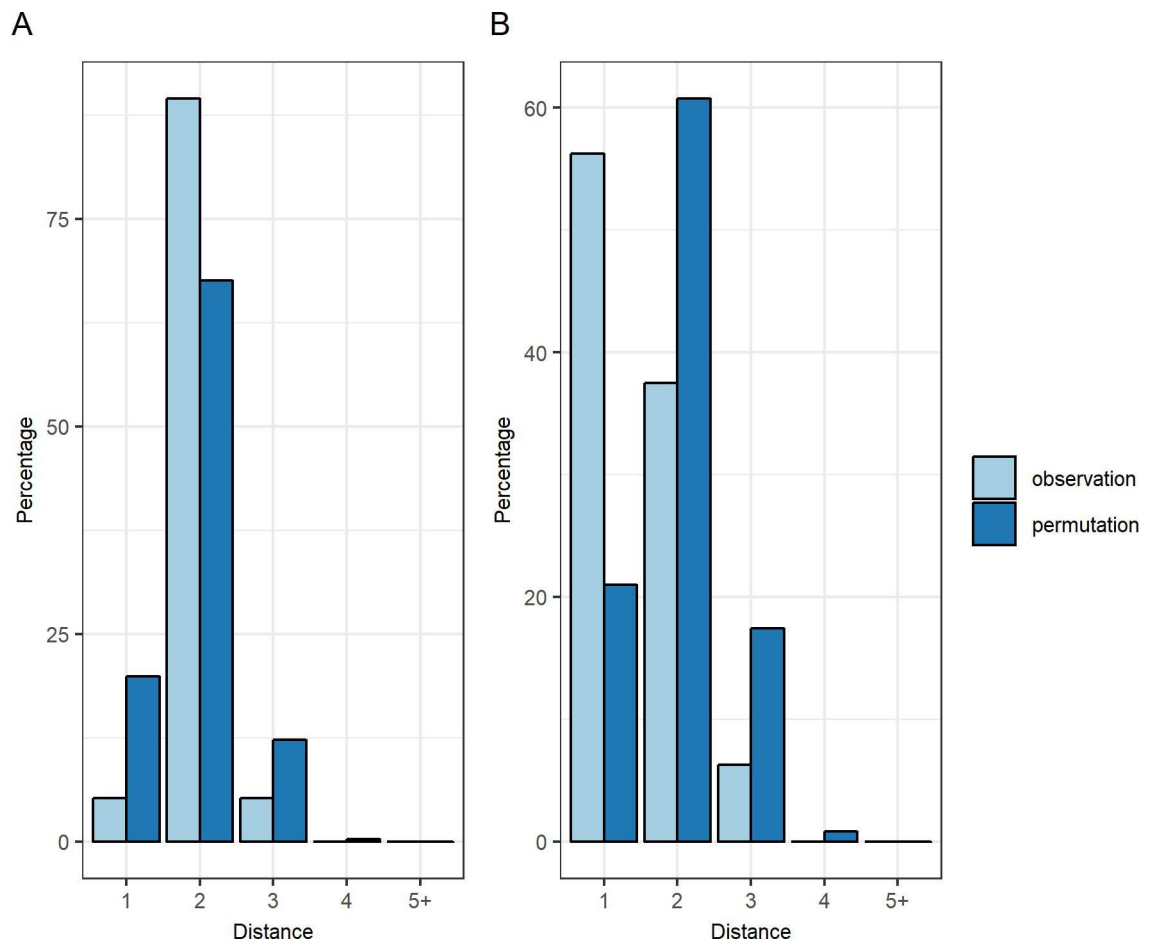 A
B
Percentage
75
50
25
0
1 2 3 4 5+
Distance
Percentage
60
40
20
0
1 2 3 4 5+
Distance
observation
permutation